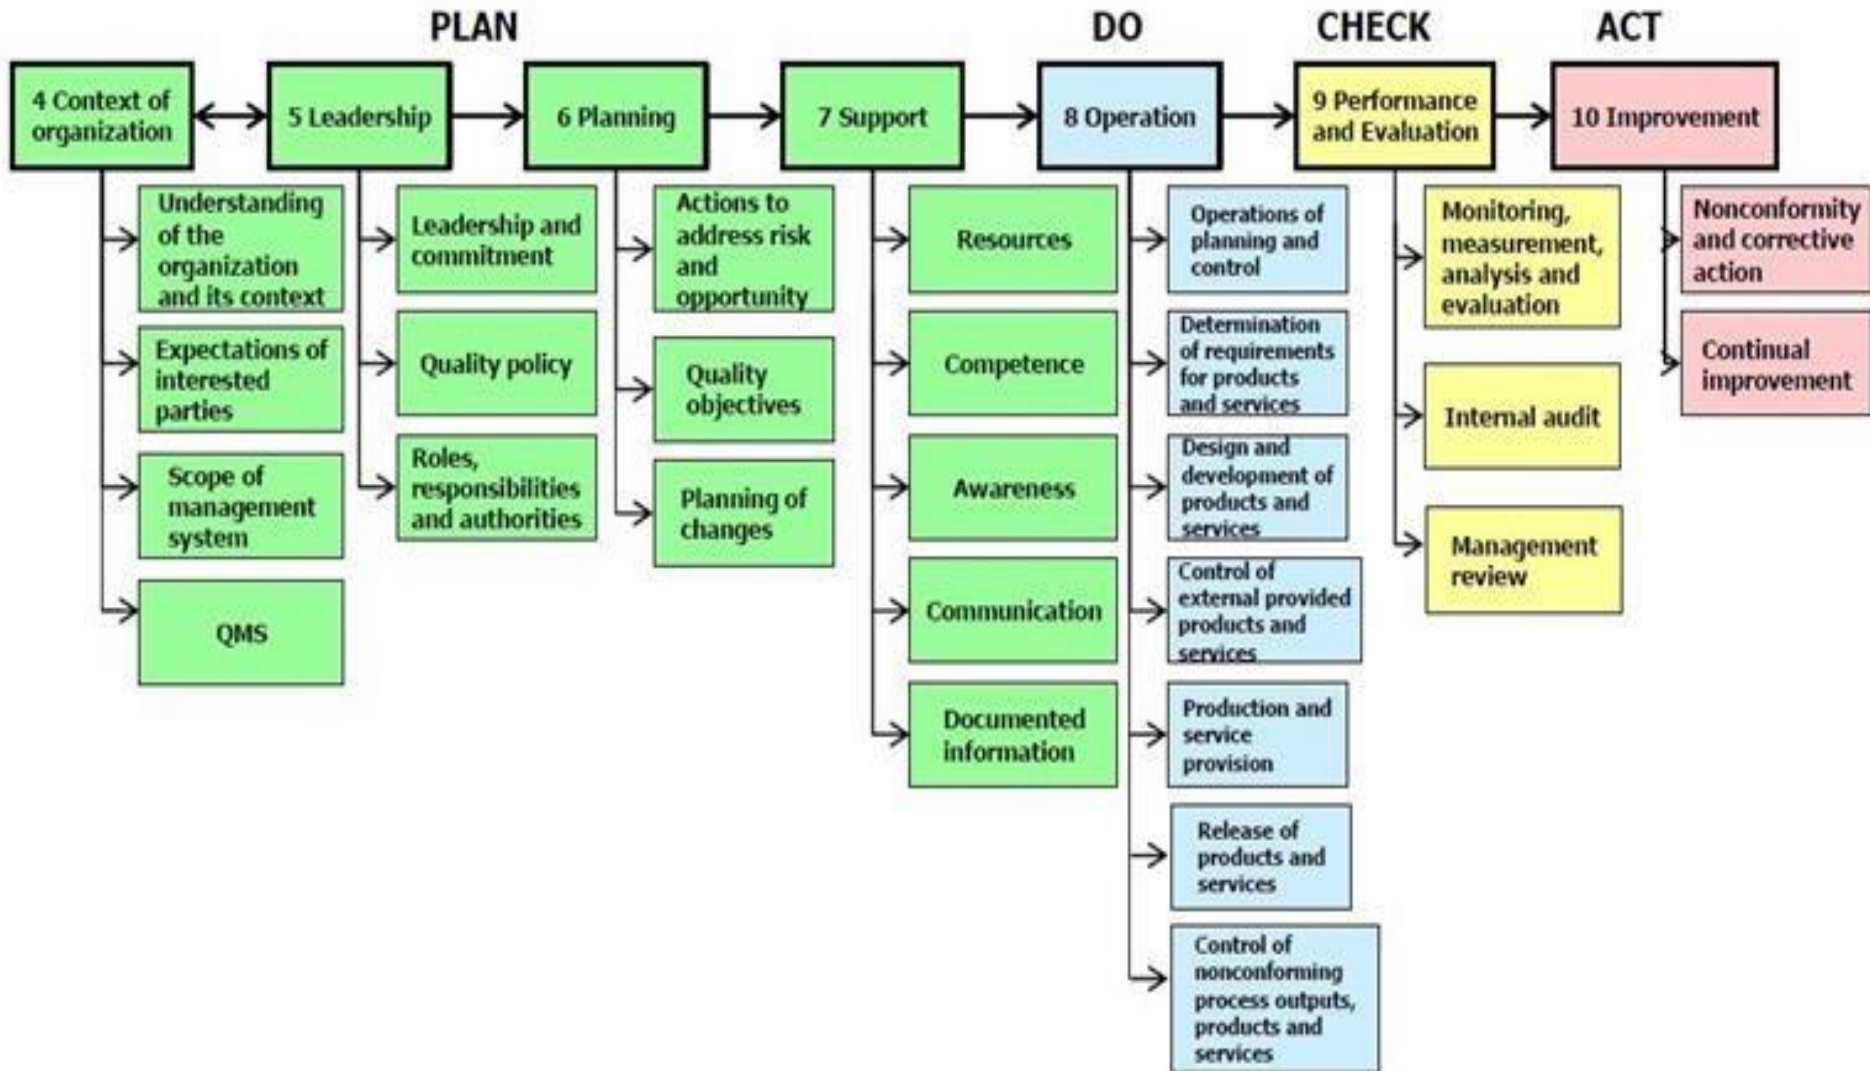 PLAN
DO
CHECK
ACT
4 Context of
organization
5 Leadership
6 Planning
7 Support
8 Operation
9 Performance
and Evaluation
10 Improvement
Understanding
of the
organization
and its context
Expectations of
interested
parties
Scope of
management
system
QMS
Leadership and
commitment
Quality policy
Roles,
responsibilities
and authorities
Actions to
address risk
and
opportunity
Quality
objectives
Planning of
changes
Resources
Competence
Awareness
Communication
Documented
information
Operations of
planning and
control
Determination
of requirements
for products
and services
Design and
development of
products and
services
Control of
external provided
products and
services
Production and
service
provision
Release of
products and
services
Control of
nonconforming
process outputs,
products and
services
Monitoring,
measurement,
analysis and
evaluation
Internal audit
Management
review
Nonconformity
and corrective
action
Continual
improvement